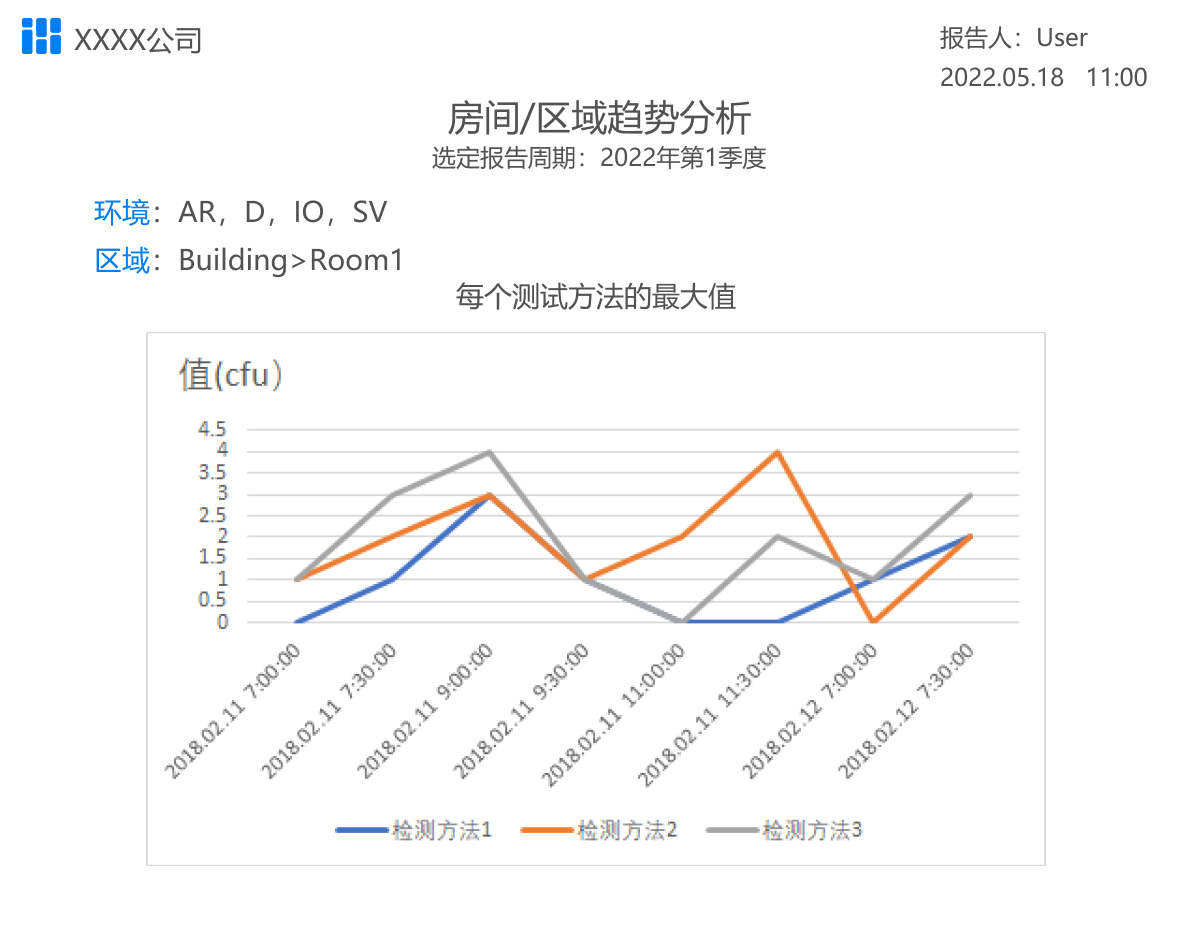 XXXX公司
报告人：User
2022.05.18 11:00
房间/区域趋势分析
选定报告周期：2022年第1季度
环境：AR，D，IO，SV
区域：Building>Room1
每个测试方法的最大值
值(cfu）
4.5
4
3.5
3
2.5
2
1.5
1
0.5
0
2018.02.11 7:00:00
2018.02.11 7:30:00
2018.02.11 9:00:00
2018.02.11 9:30:00
2018.02.11 11:00:00
2018.02.11 11:30:00
2018.02.12 7:00:00
2018.02.12 7:30:00
检测方法1 检测方法2 检测方法3